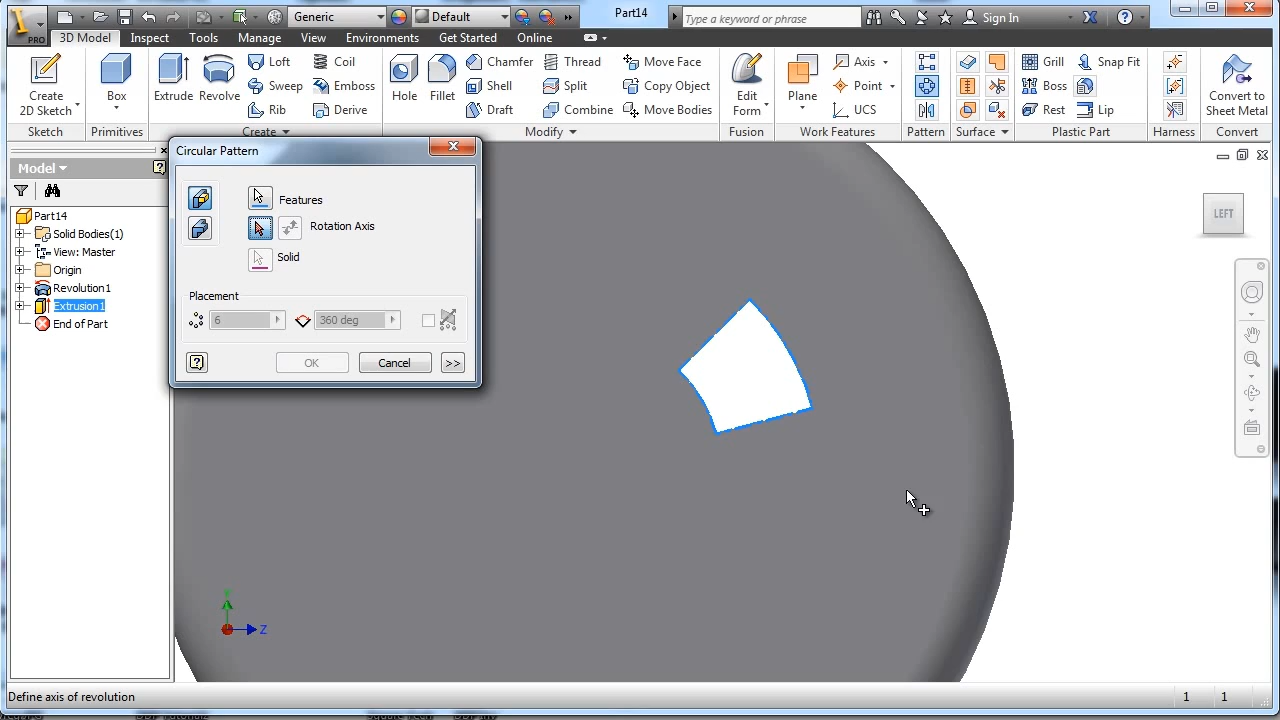 Generic
Default
Part14
Type a keyword or phrase
Sign In
PRO
3D Model
Inspect
Tools
Manage
View
Environments
Get Started
Online
Create
2D Sketch
Box
Extrude
Revolve
Loft
Sweep
Rib
Coil
Emboss
Derive
Hole
Fillet
Chamfer
Shell
Draft
Thread
Split
Combine
Move Face
Copy Object
Move Bodies
Edit
Form
Plane
Axis
Point
UCS
Grill
Boss
Rest
Snap Fit
Lip
Convert to
Sheet Metal
Sketch
Primitives
Create
Modify
Fusion
Work Features
Pattern
Surface
Plastic Part
Harness
Convert
Model
Part14
Solid Bodies(1)
View: Master
Origin
Revolution1
Extrusion1
End of Part
Circular Pattern
Features
Rotation Axis
Solid
Placement
6
360 deg
OK
Cancel
>>
LEFT
Y
Z
Define axis of revolution
1
1